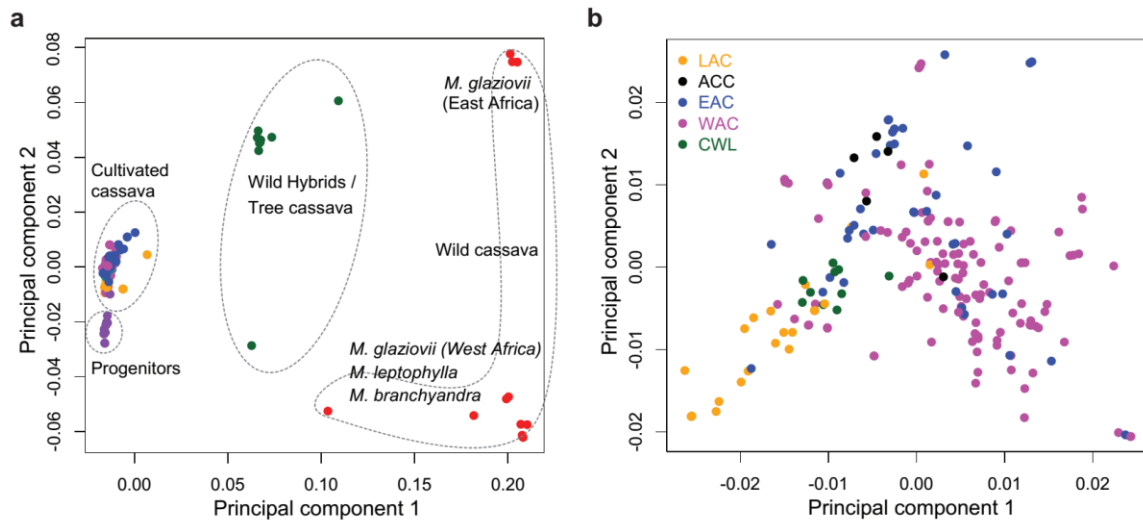 a
0.08
0.06
0.04
0.02
0.00
-0.02
-0.04
-0.06
Principal component 2
0.00
0.05
0.10
0.15
0.20
Principal component 1
Cultivated
cassava
Progenitors
Wild Hybrids /
Tree cassava
M. glaziovii
(East Africa)
Wild cassava
M. glaziovii (West Africa)
M. leptophylla
M. branchyandra
b
LAC
ACC
EAC
WAC
CWL
0.02
0.01
0.00
-0.01
-0.02
Principal component 2
-0.02
-0.01
0.00
0.01
0.02
Principal component 1